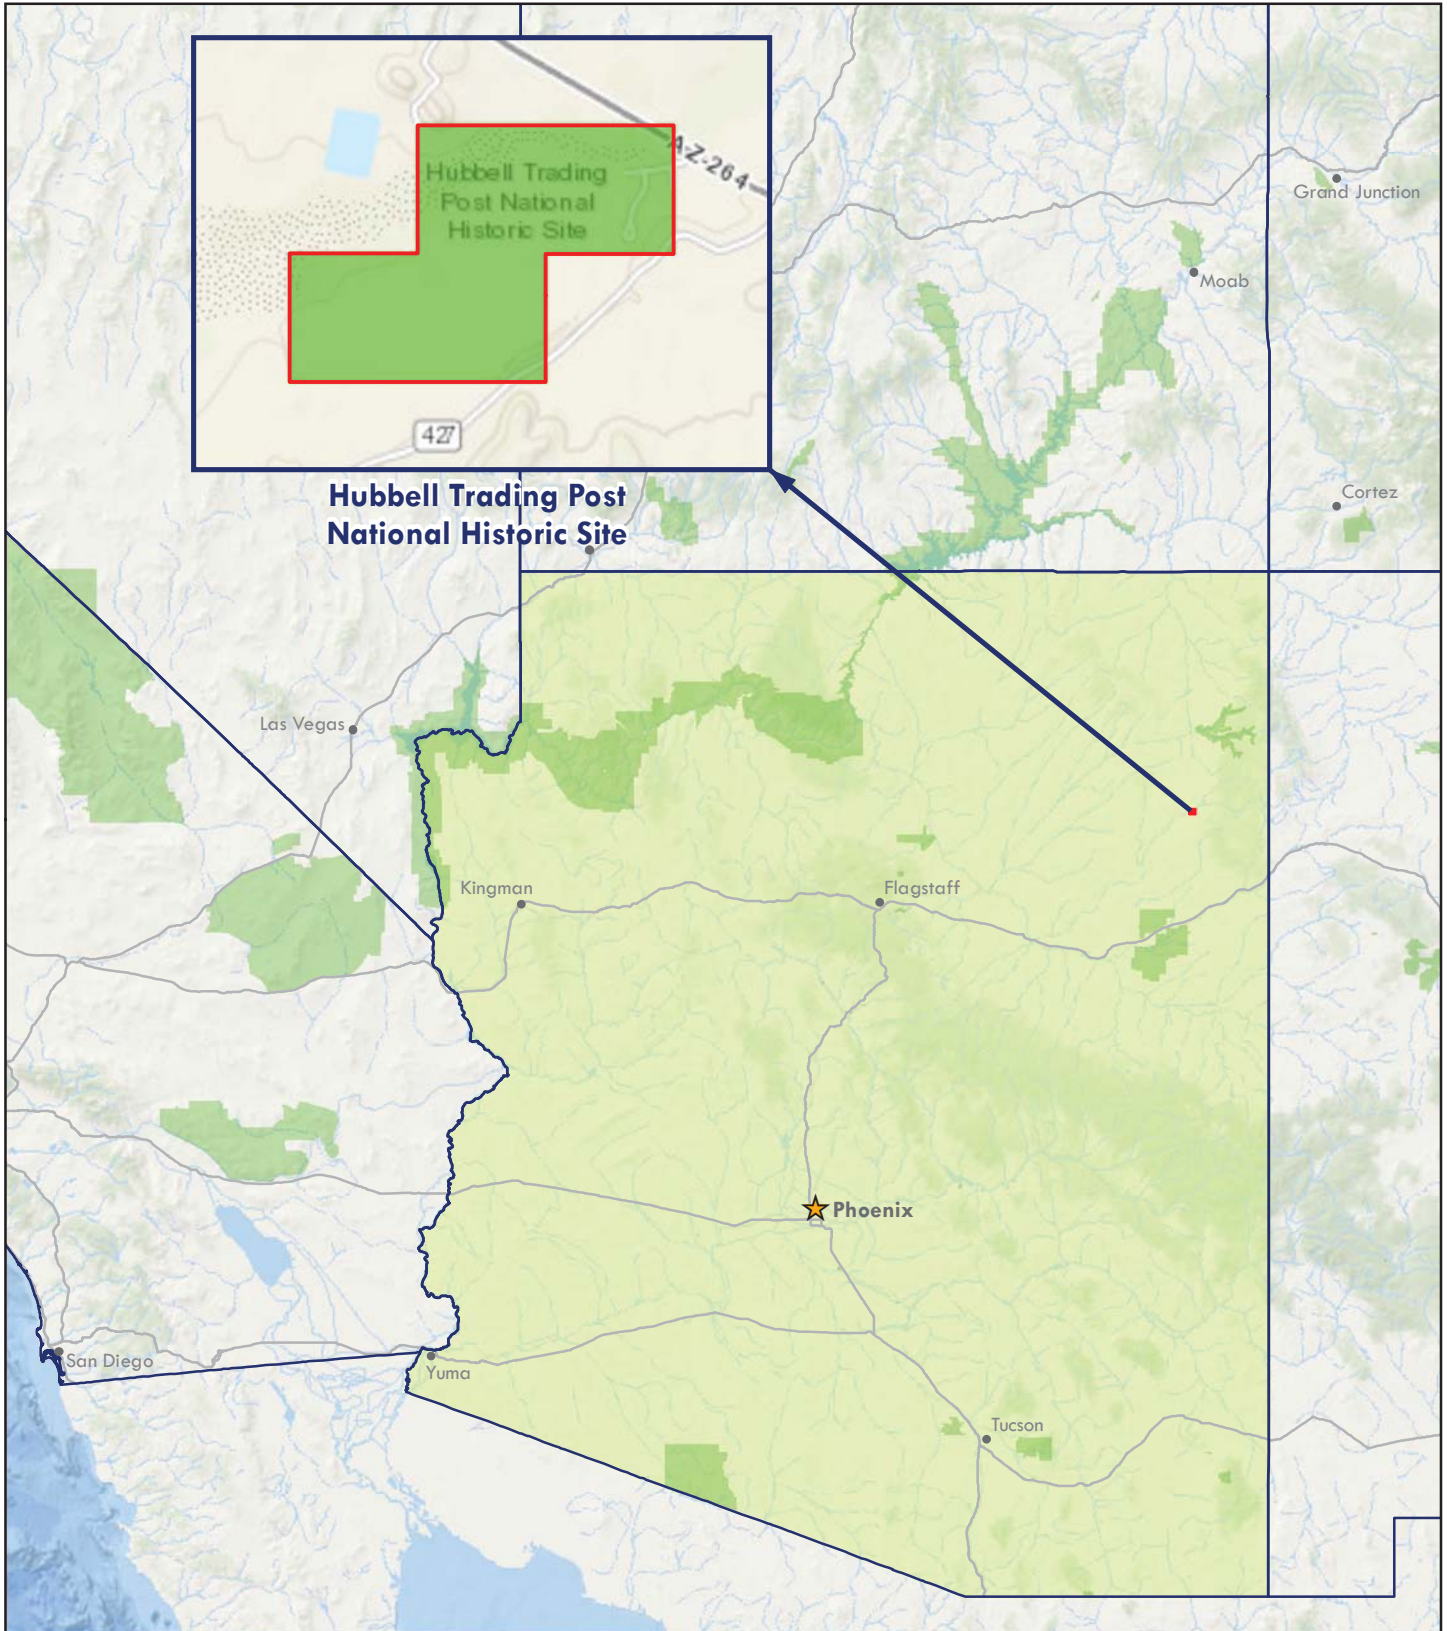 Hubbell Trading
Post National
Historic Site
A-Z-264
427
Hubbell Trading Post
National Historic Site
Grand Junction
Moab
Cortez
Las Vegas
Kingman
Flagstaff
Phoenix
San Diego
Yuma
Tucson